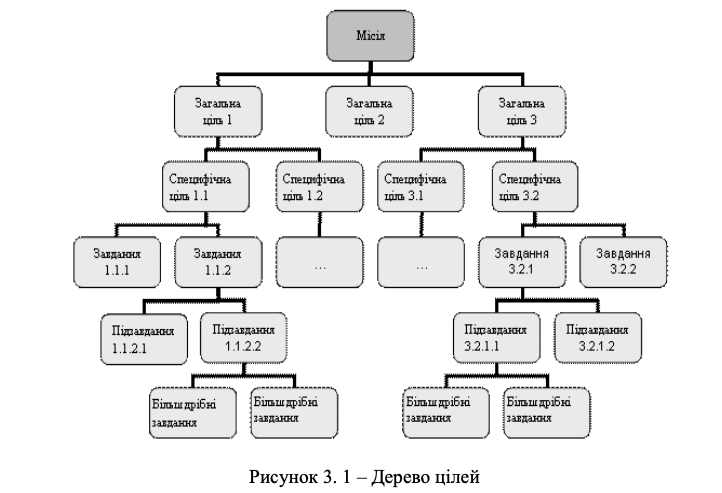 Місія
Загальна
ціль 1
Загальна
ціль 2
Загальна
ціль 3
Специфічна
ціль 1.1
Специфічна
ціль 1.2
Специфічна
ціль 3.1
Специфічна
ціль 3.2
Завдання
1.1.1
Завдання
1.1.2
...
...
Завдання
3.2.1
Завдання
3.2.2
Підзавдання
1.1.2.1
Підзавдання
1.1.2.2
Підзавдання
3.2.1.1
Підзавдання
3.2.1.2
Більш дрібні
завдання
Більш дрібні
завдання
Більш дрібні
завдання
Більш дрібні
завдання
Рисунок 3. 1 – Дерево цілей